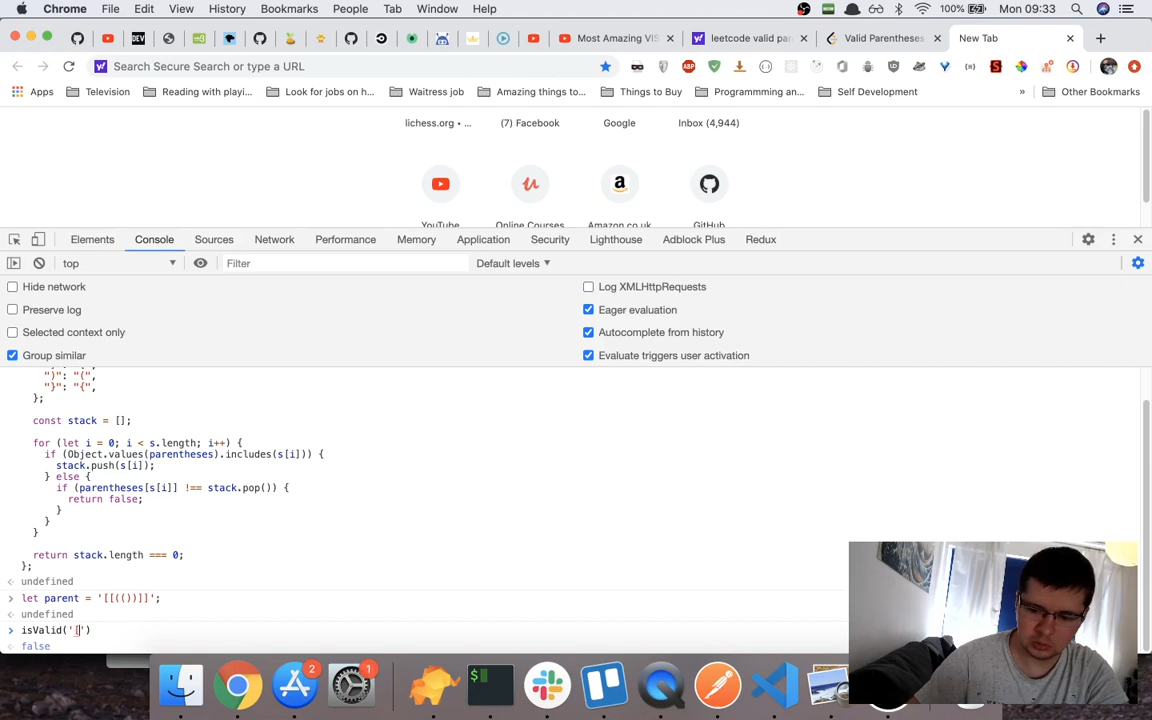 Chrome File Edit View History Bookmarks People Tab Window Help 100% Mon 09:33
DEV Most Amazing VIS leetcode valid par Valid Parentheses New Tab
Search Secure Search or type a URL
ABP
Apps Television Reading with playi... Look for jobs on h... Waitress job Amazing things to... Things to Buy Programmming an... Self Development » Other Bookmarks
lichess.org • ... (7) Facebook Google Inbox (4,944)
YouTube Online Courses Amazon.co.uk GitHub
Elements Console Sources Network Performance Memory Application Security Lighthouse Adblock Plus Redux
top Filter Default levels
Hide network Log XMLHttpRequests
Preserve log Eager evaluation
Selected context only Autocomplete from history
Group similar Evaluate triggers user activation
")": "(",
"}": "{",
};
const stack = [];
for (let i = 0; i < s.length; i++) {
if (Object.values(parentheses).includes(s[i])) {
stack.push(s[i]);
} else {
if (parentheses[s[i]] !== stack.pop()) {
return false;
}
}
}
return stack.length === 0;
};
undefined
let parent = '[[(())]]';
undefined
isValid('[')
false
2 1
$